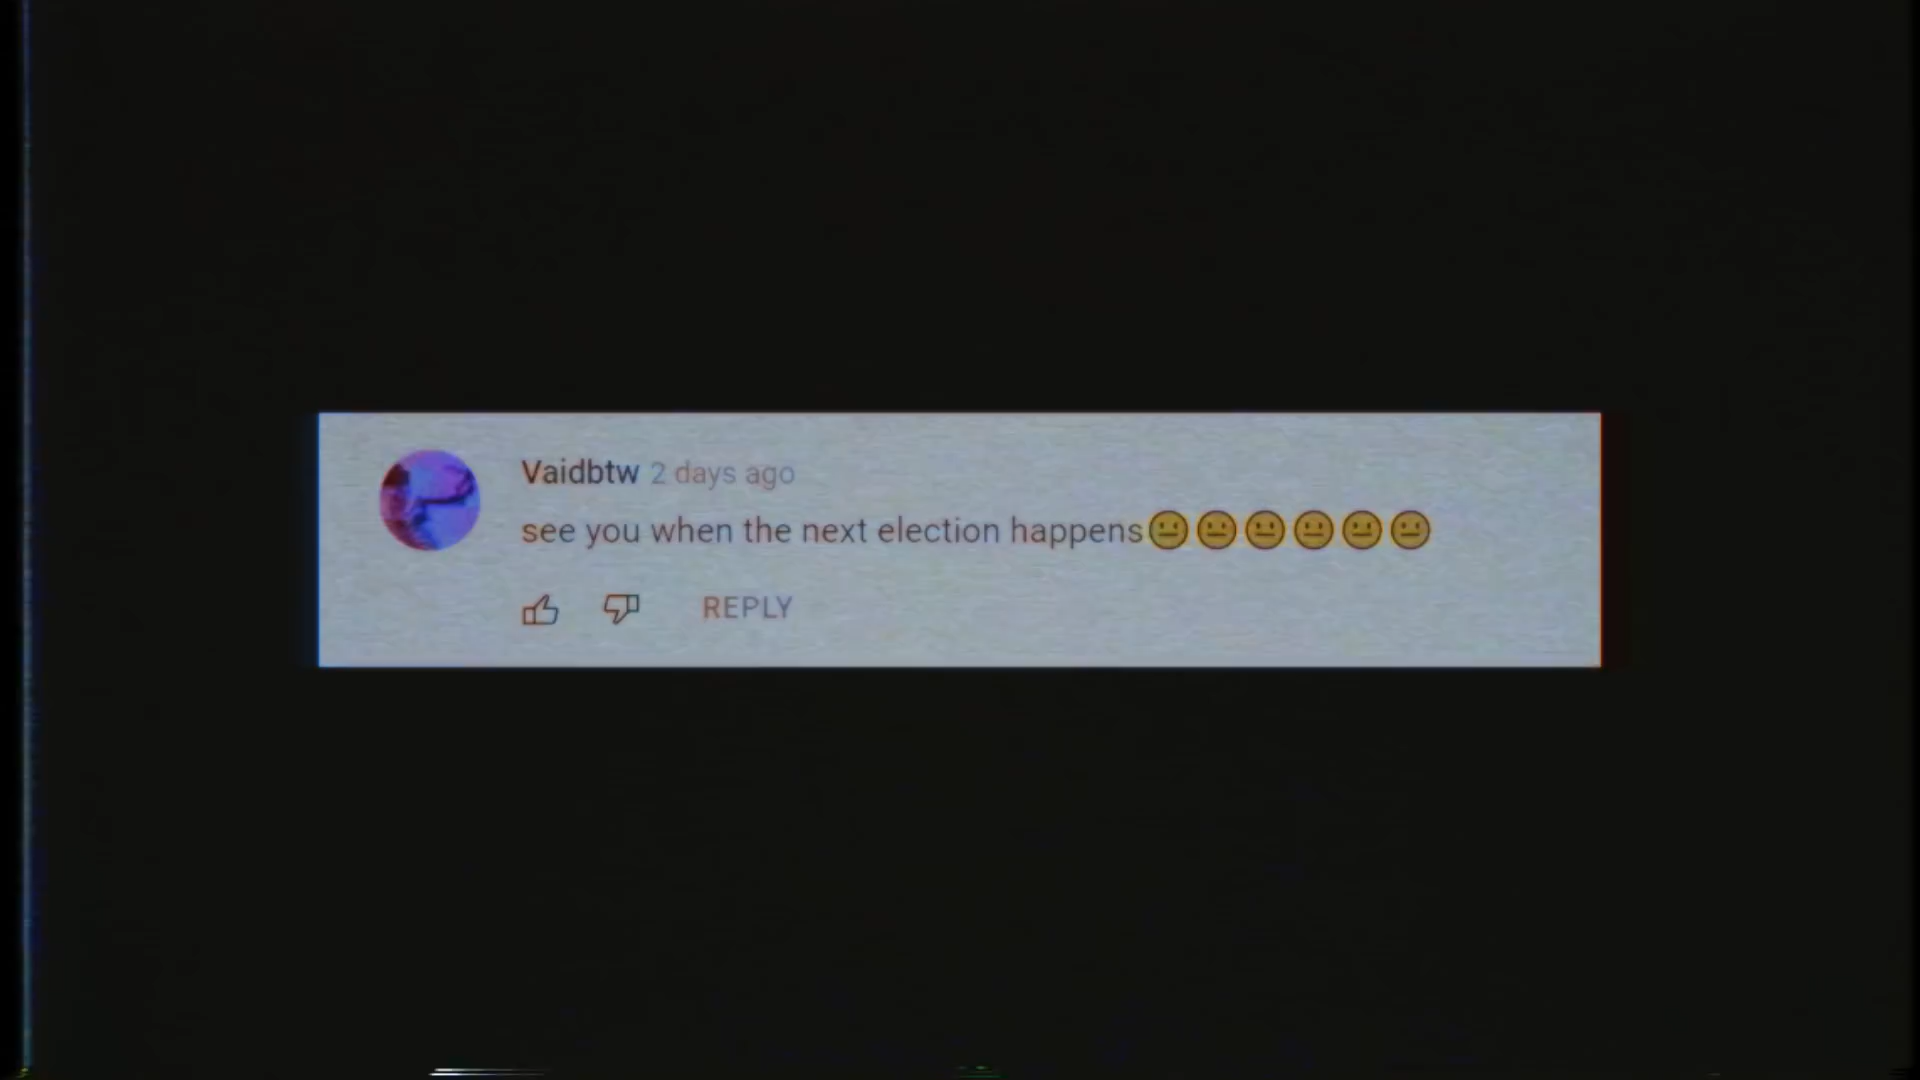 Vaidbtw 2 days ago
see you when the next election happens😐😐😐😐😐😐
REPLY